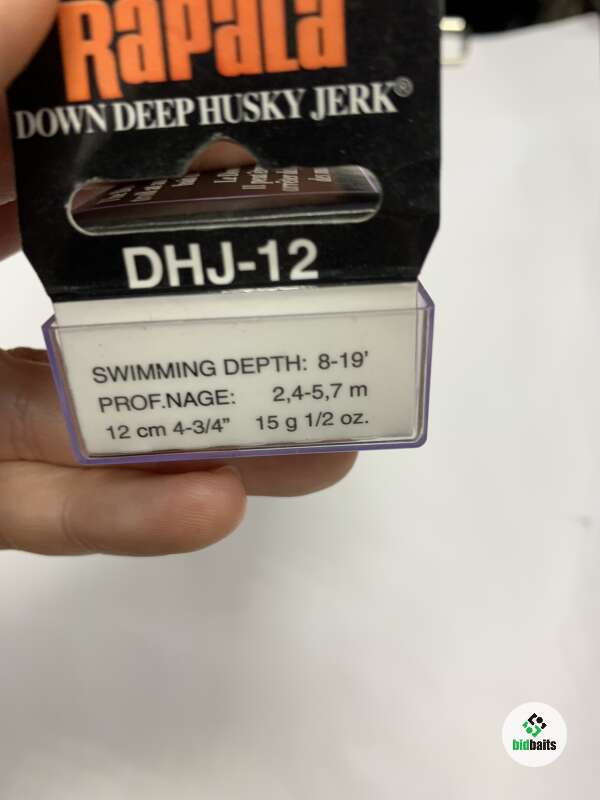 Rapala
DOWN DEEP HUSKY JERK®
DHJ-12
SWIMMING DEPTH: 8-19'
PROF.NAGE: 2,4-5,7 m
12 cm 4-3/4" 15 g 1/2 oz.
bidbaits